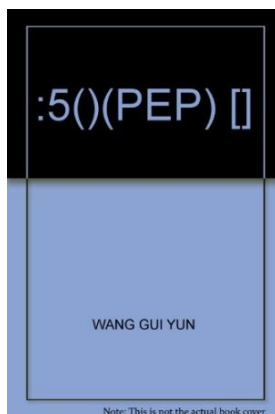 :5()(PEP) []
WANG GUI YUN
Note: This is not the actual book cover